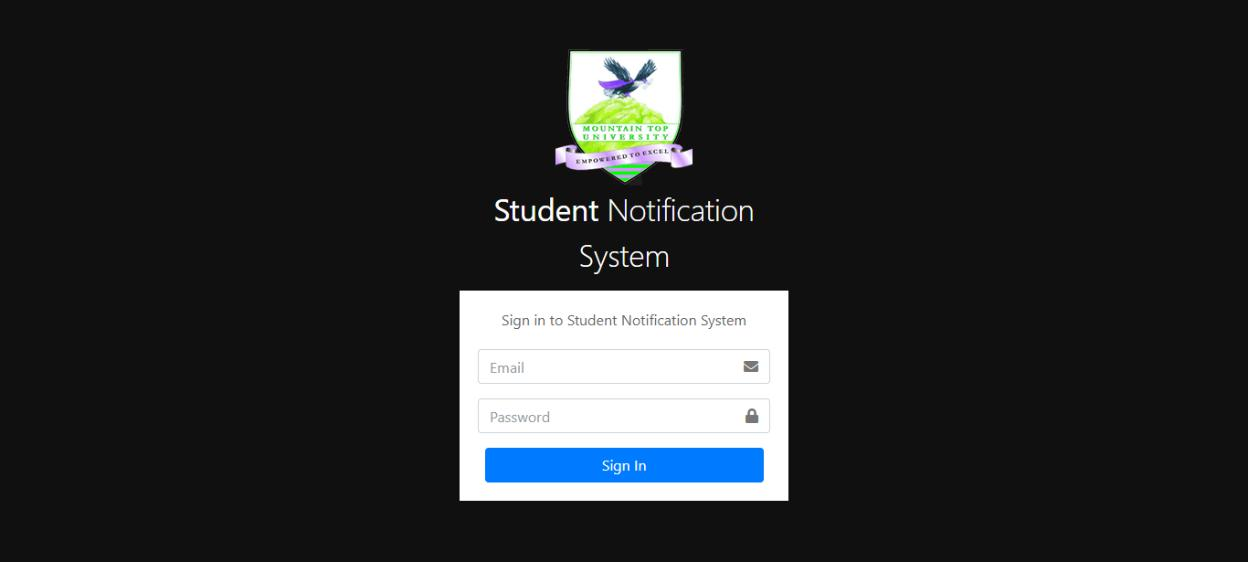 MOUNTAIN TOP
UNIVERSITY
EMPOWERED TO EXCEL
Student Notification
System
Sign in to Student Notification System
Email
Password
Sign In